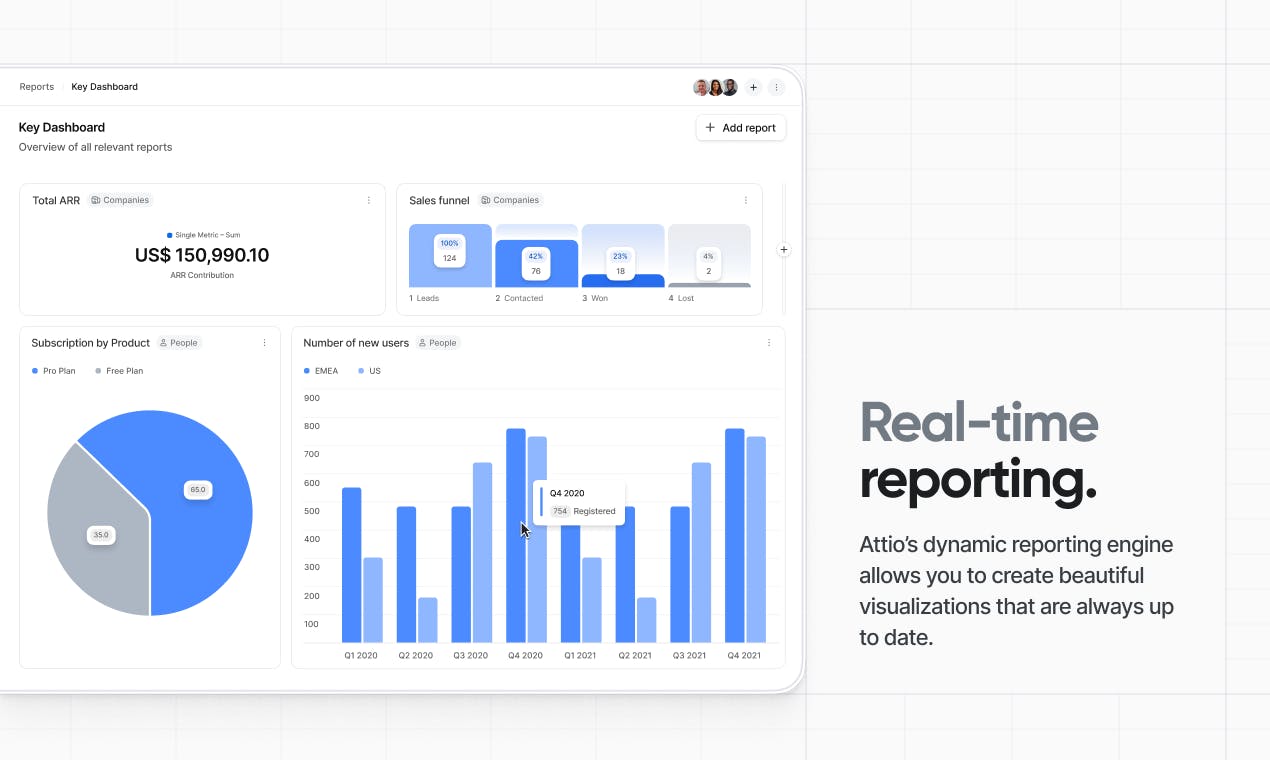 Reports
Key Dashboard
Key Dashboard
Overview of all relevant reports
Add report
Total ARR
Companies
Single Metric – Sum
US$ 150,990.10
ARR Contribution
Sales funnel
Companies
100%
124
42%
76
23%
18
4%
2
1 Leads
2 Contacted
3 Won
4 Lost
Subscription by Product
People
Pro Plan
Free Plan
65.0
35.0
Number of new users
People
EMEA
US
900
800
700
600
500
400
300
200
100
Q4 2020
754 Registered
Q1 2020
Q2 2020
Q3 2020
Q4 2020
Q1 2021
Q2 2021
Q3 2021
Q4 2021
Real-time
reporting.
Attio’s dynamic reporting engine
allows you to create beautiful
visualizations that are always up
to date.